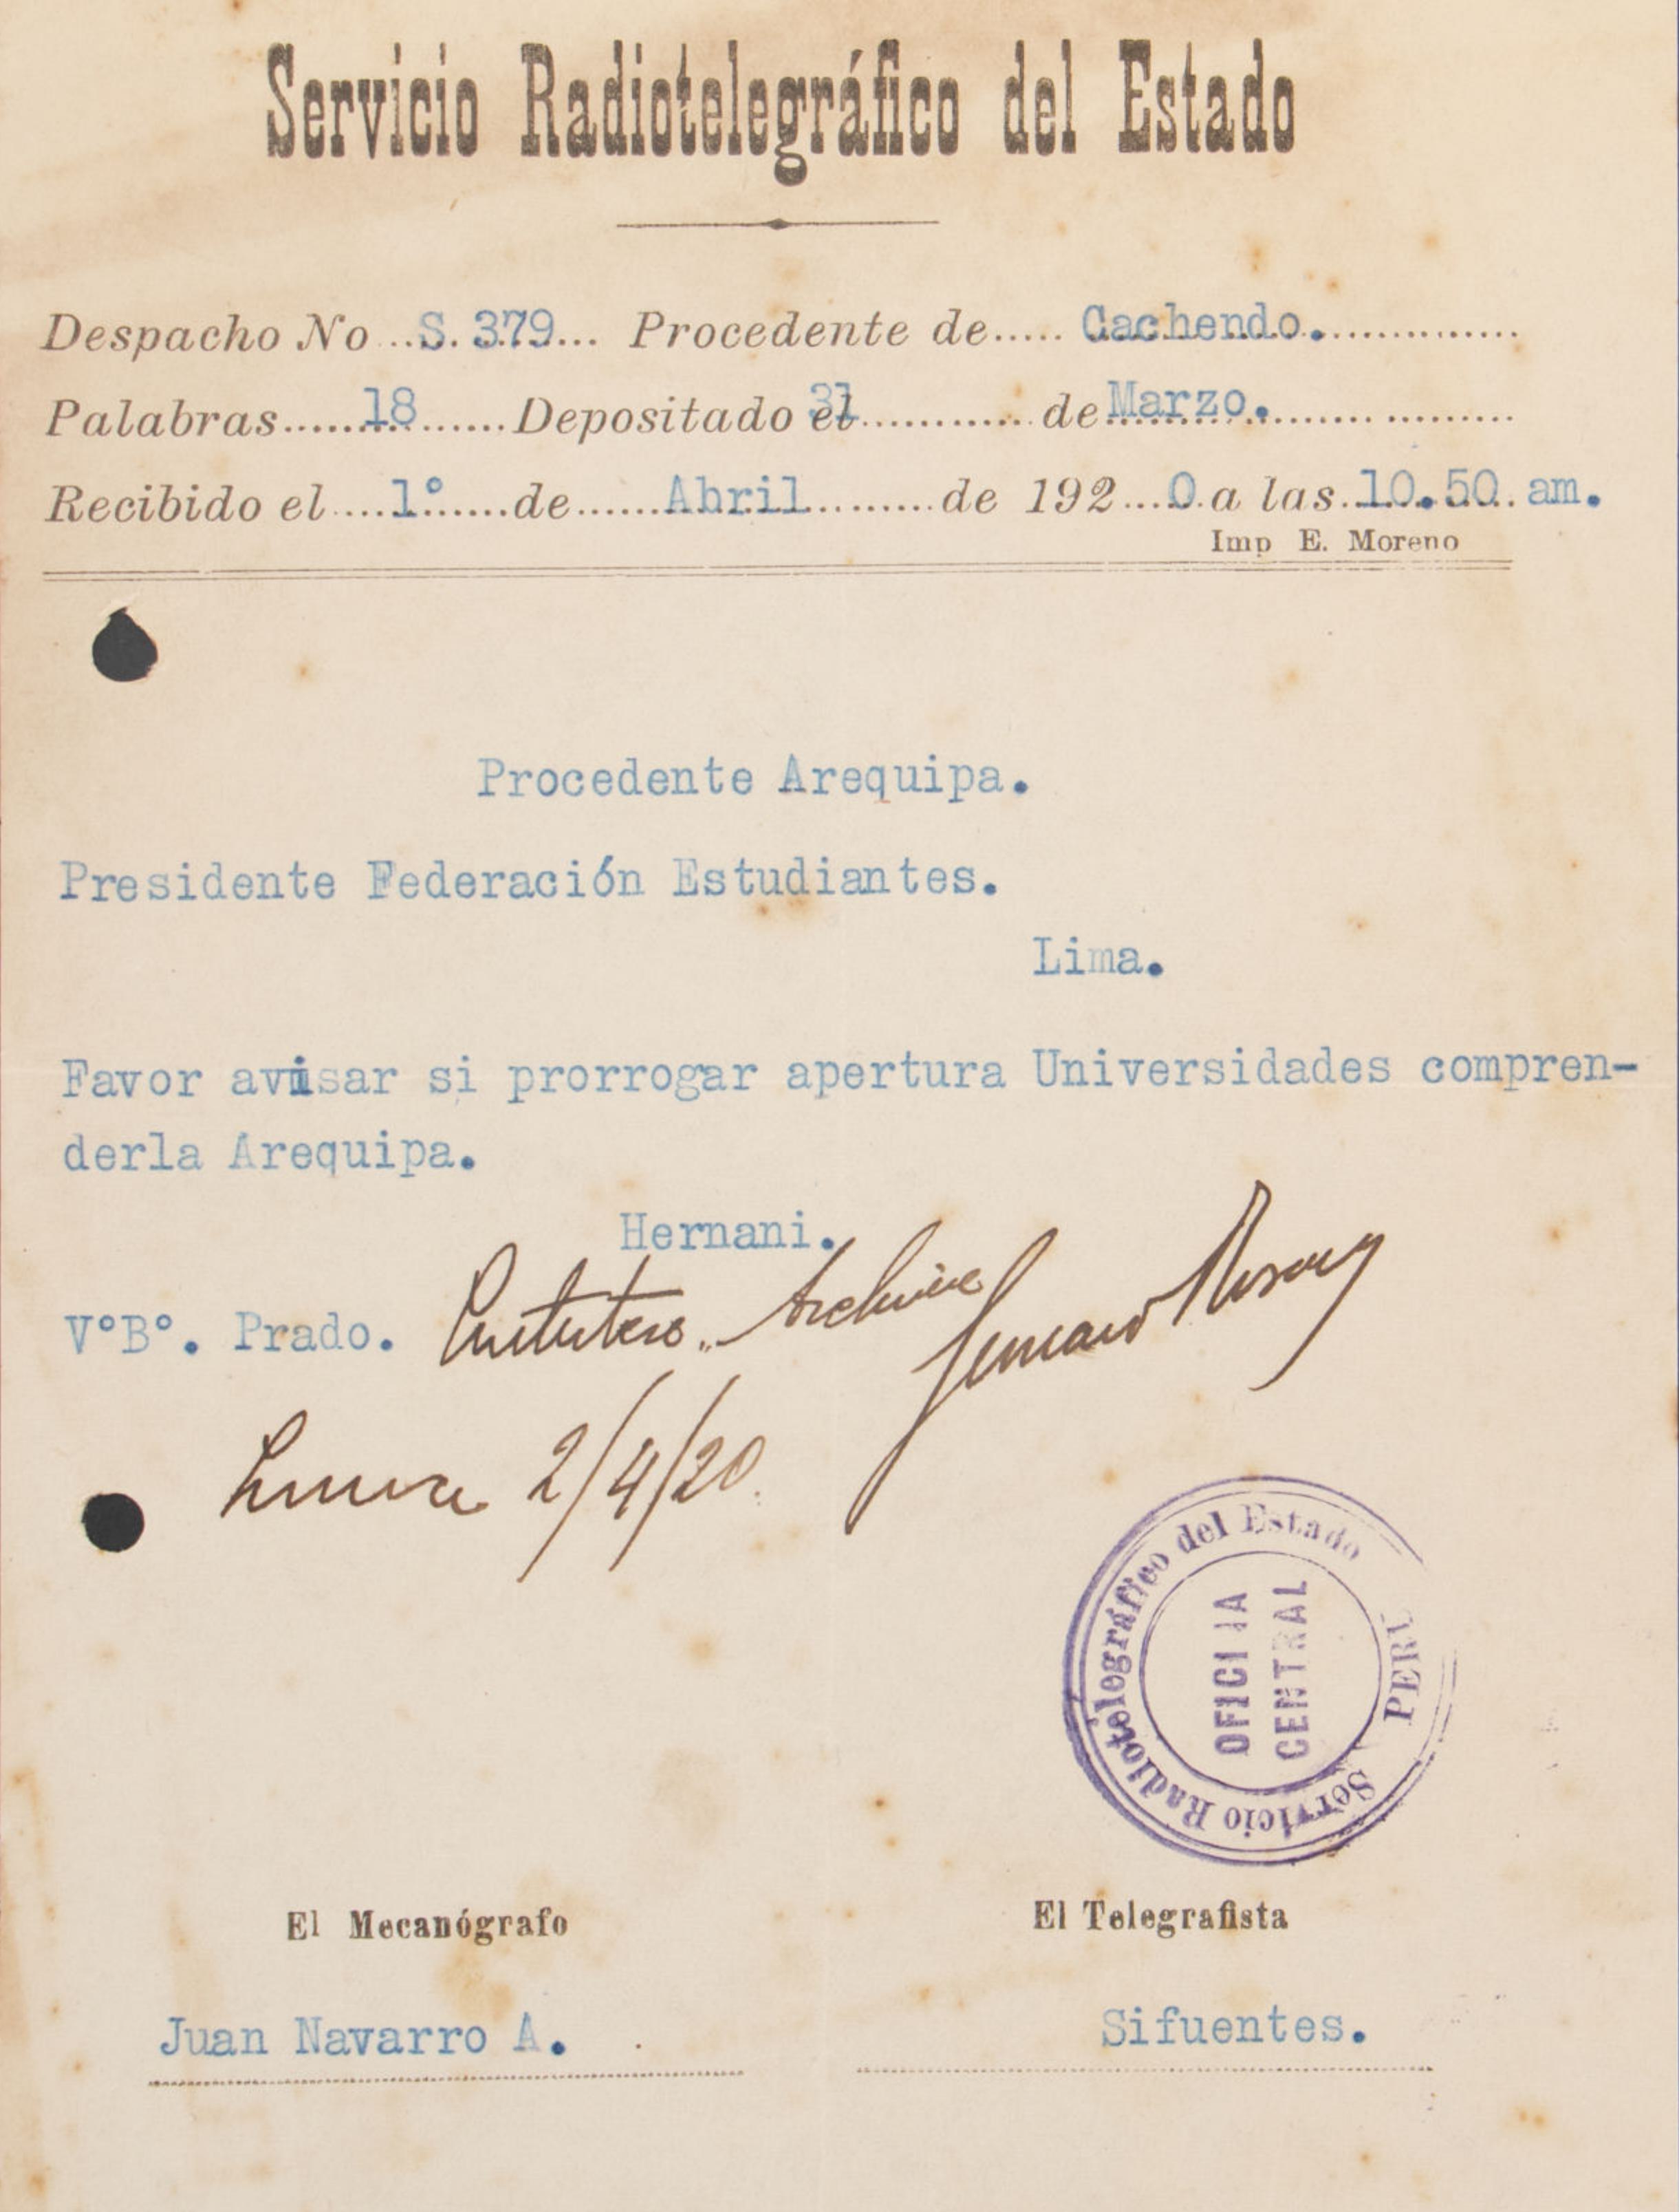 Servicio Radiotelegráfico del Estado
Despacho No S. 379 Procedente de Cachendo.
Palabras 18 Depositado el 31 de Marzo.
Recibido el 1° de Abril de 1920 a las 10.50 am.
Imp E. Moreno
Procedente Arequipa.
Presidente Federación Estudiantes.
Lima.
Favor avisar si prorrogar apertura Universidades compren-
derla Arequipa.
Hernani.
V°B°. Prado. Archive
Lima 2/4/20.
Servicio Radiotelegráfico del Estado
PERU
OFICINA
CENTRAL
El Mecanógrafo El Telegrafista
Juan Navarro A. Sifuentes.